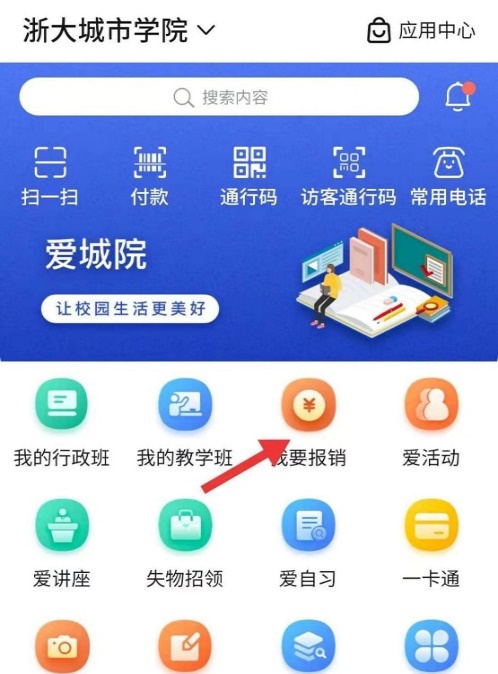 浙大城市学院
应用中心
搜索内容
扫一扫 付款 通行码 访客通行码 常用电话
爱城院
让校园生活更美好
我的行政班 我的教学班 我要报销 爱活动
爱讲座 失物招领 爱自习 一卡通